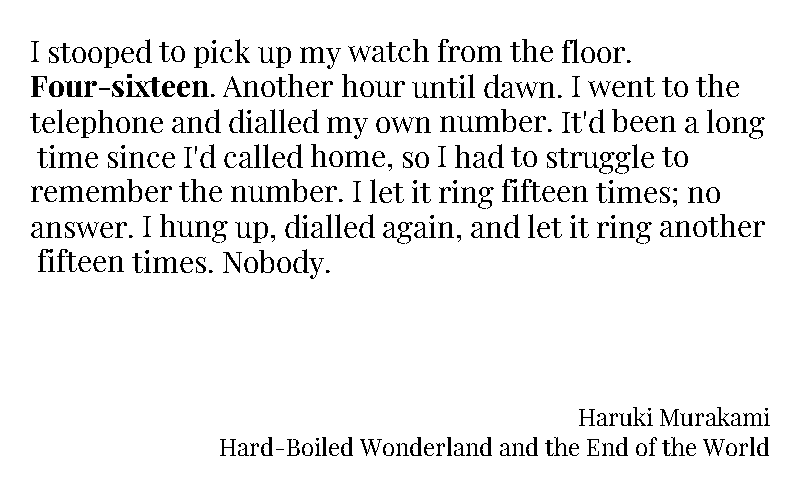 I stooped to pick up my watch from the floor.
Four-sixteen. Another hour until dawn. I went to the
telephone and dialled my own number. It'd been a long
time since I'd called home, so I had to struggle to
remember the number. I let it ring fifteen times; no
answer. I hung up, dialled again, and let it ring another
fifteen times. Nobody.
Haruki Murakami
Hard-Boiled Wonderland and the End of the World